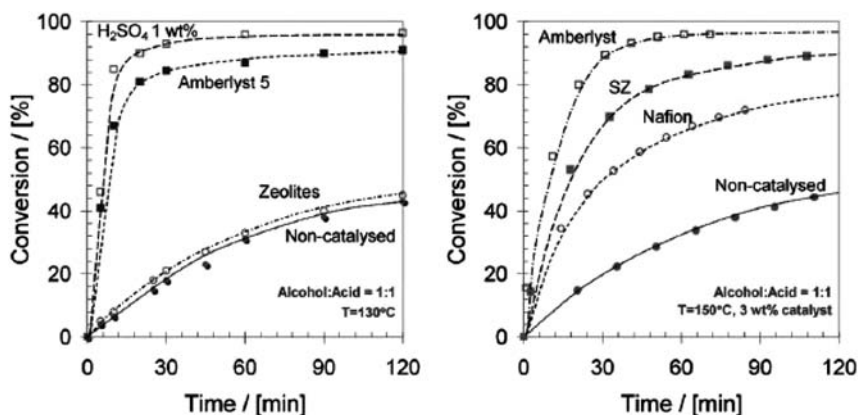 Conversion / [%]
100
80
60
40
20
0
H₂SO₄ 1 wt%
Amberlyst 5
Zeolites
Non-catalysed
Alcohol:Acid = 1:1
T=130°C
0 30 60 90 120
Time / [min]
Conversion / [%]
100
80
60
40
20
0
Amberlyst
SZ
Nafion
Non-catalysed
Alcohol:Acid = 1:1
T=150°C, 3 wt% catalyst
0 30 60 90 120
Time / [min]